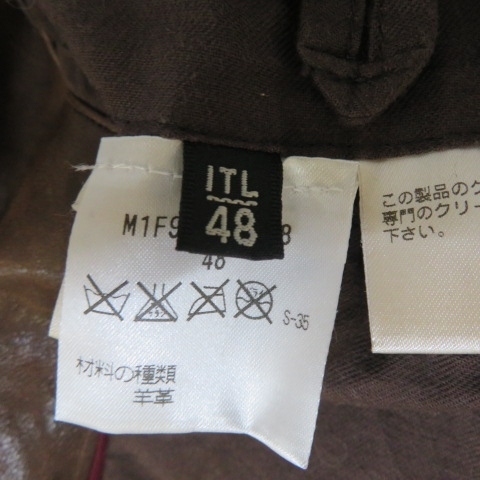 ITL
48
M1F9 8
48
S-35
材料の種類
羊革
この製品のク
専門のクリー
下さい。